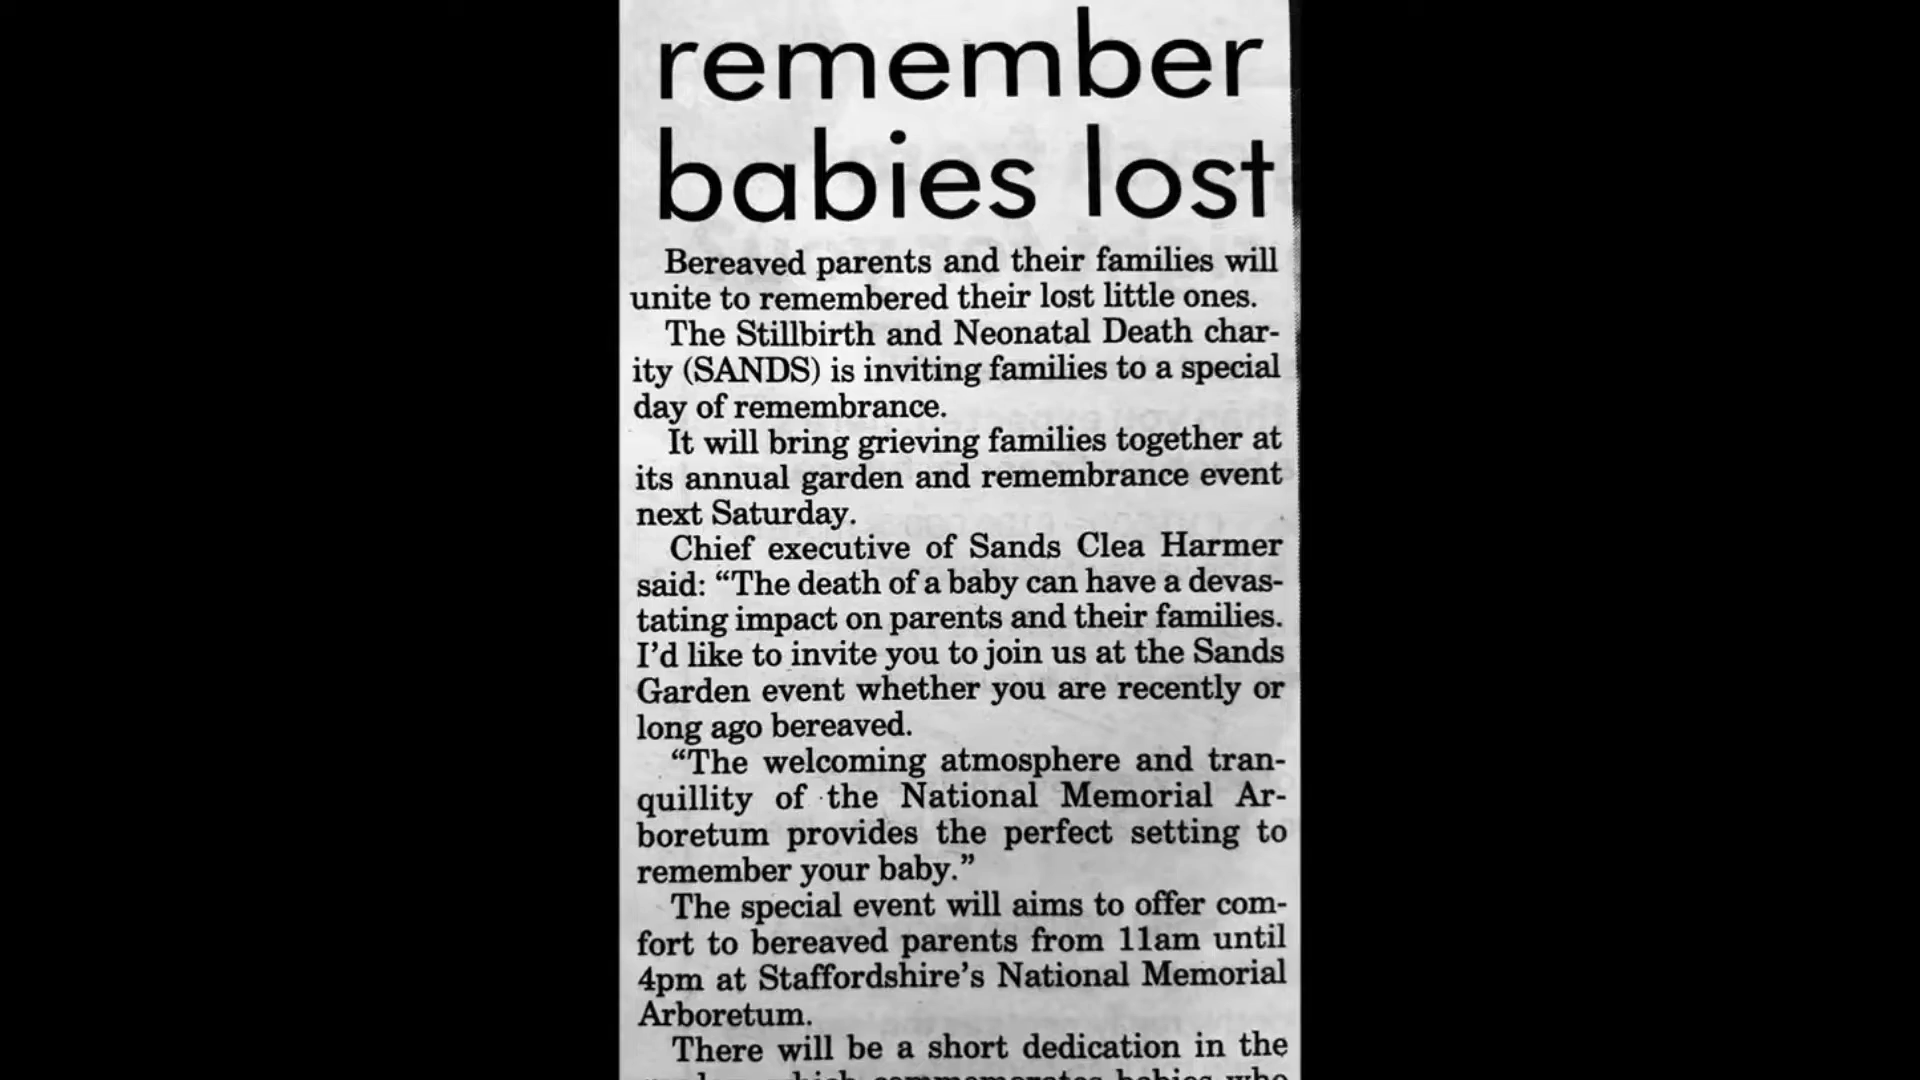 remember
babies lost
Bereaved parents and their families will
unite to remembered their lost little ones.
The Stillbirth and Neonatal Death char-
ity (SANDS) is inviting families to a special
day of remembrance.
It will bring grieving families together at
its annual garden and remembrance event
next Saturday.
Chief executive of Sands Clea Harmer
said: “The death of a baby can have a devas-
tating impact on parents and their families.
I’d like to invite you to join us at the Sands
Garden event whether you are recently or
long ago bereaved.
“The welcoming atmosphere and tran-
quillity of the National Memorial Ar-
boretum provides the perfect setting to
remember your baby.”
The special event will aims to offer com-
fort to bereaved parents from 11am until
4pm at Staffordshire’s National Memorial
Arboretum.
There will be a short dedication in the
which commemorates babies who